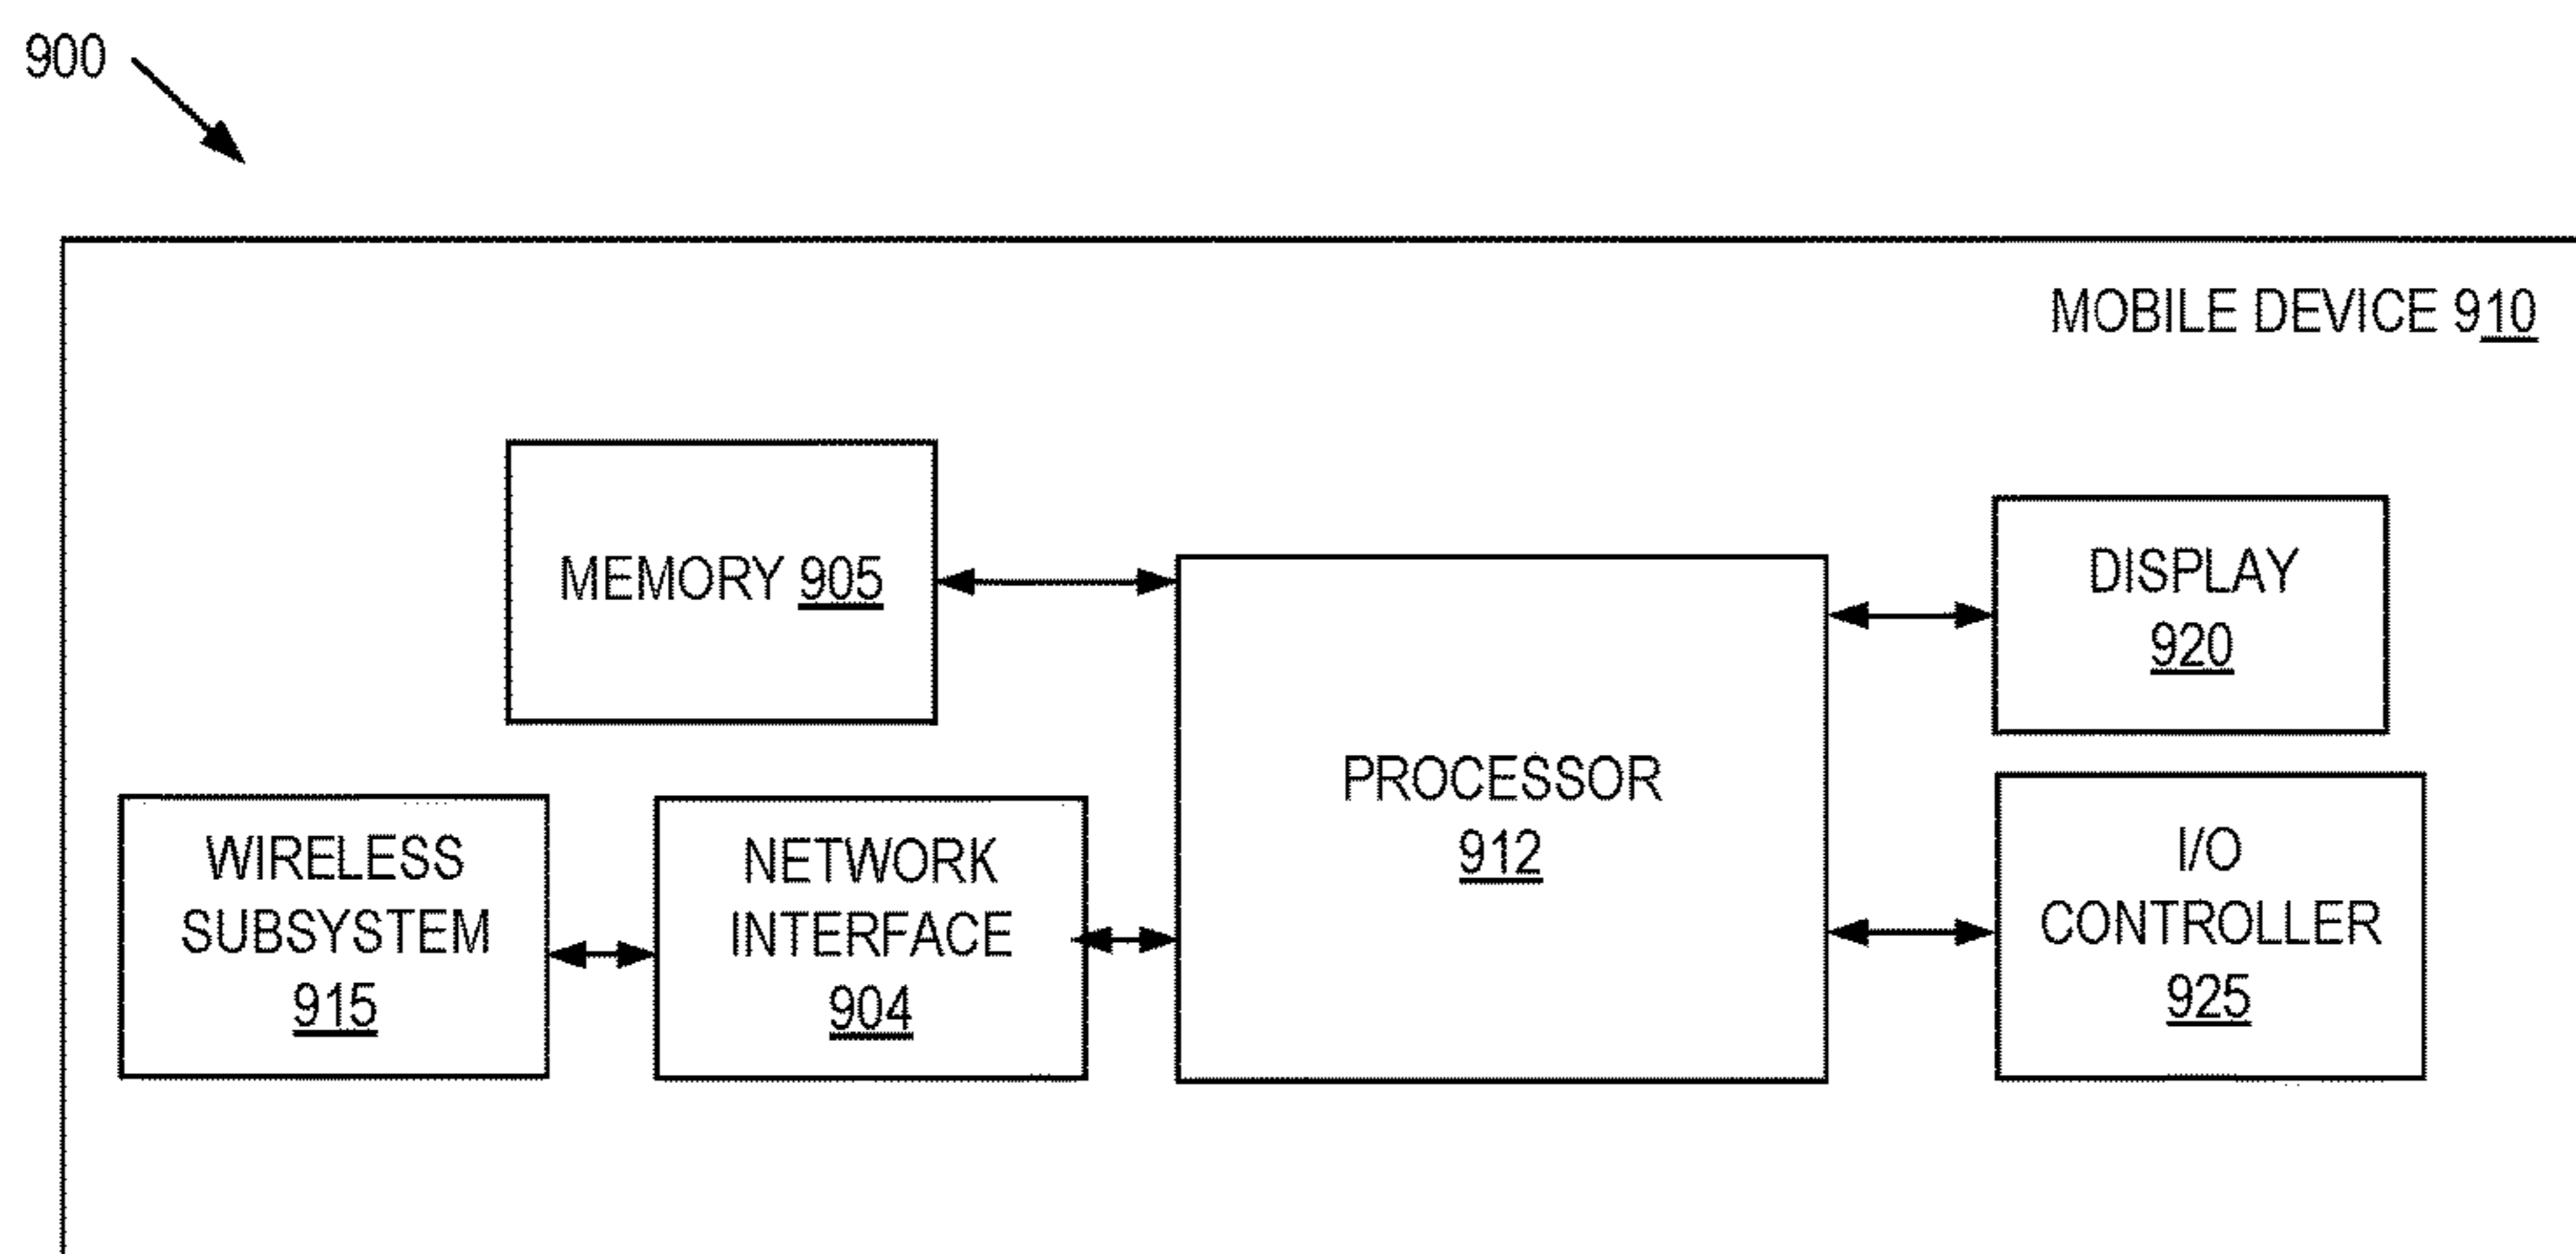 900
MOBILE DEVICE 910
MEMORY 905
DISPLAY
920
PROCESSOR
912
WIRELESS
SUBSYSTEM
915
NETWORK
INTERFACE
904
I/O
CONTROLLER
925